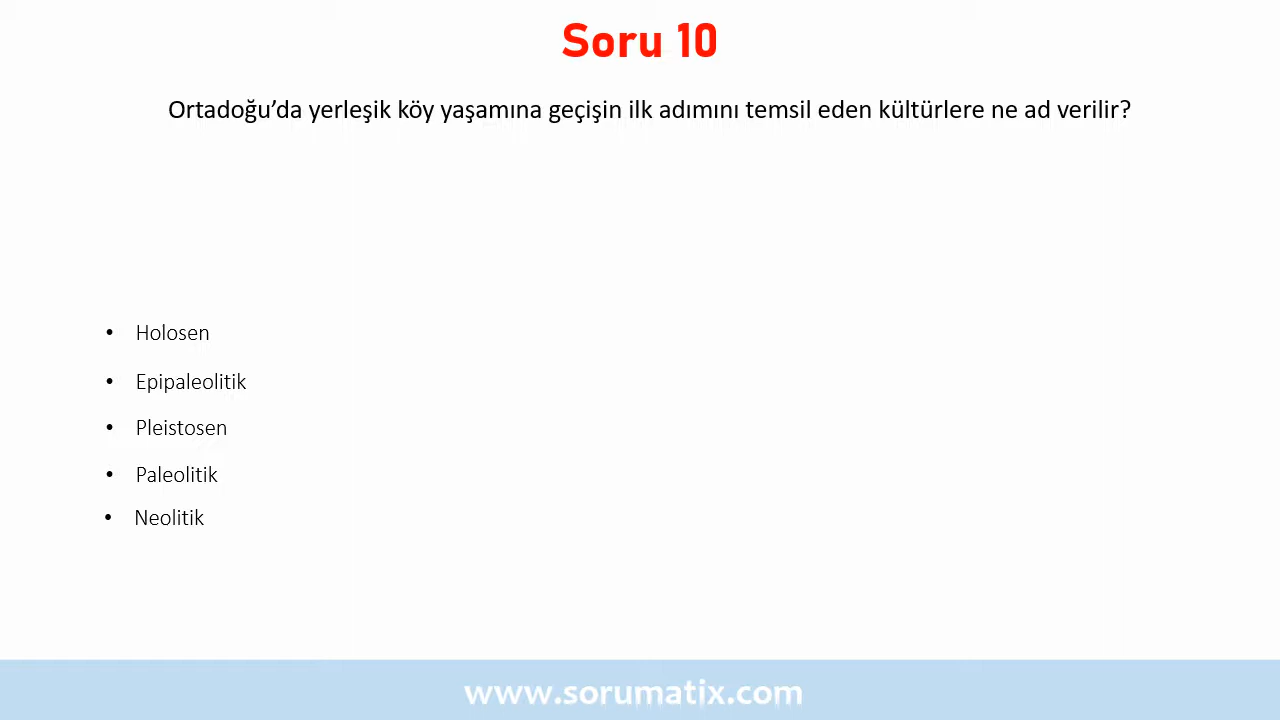 Soru 10
Ortadoğu’da yerleşik köy yaşamına geçişin ilk adımını temsil eden kültürlere ne ad verilir?
• Holosen
• Epipaleolitik
• Pleistosen
• Paleolitik
• Neolitik
www.sorumatix.com